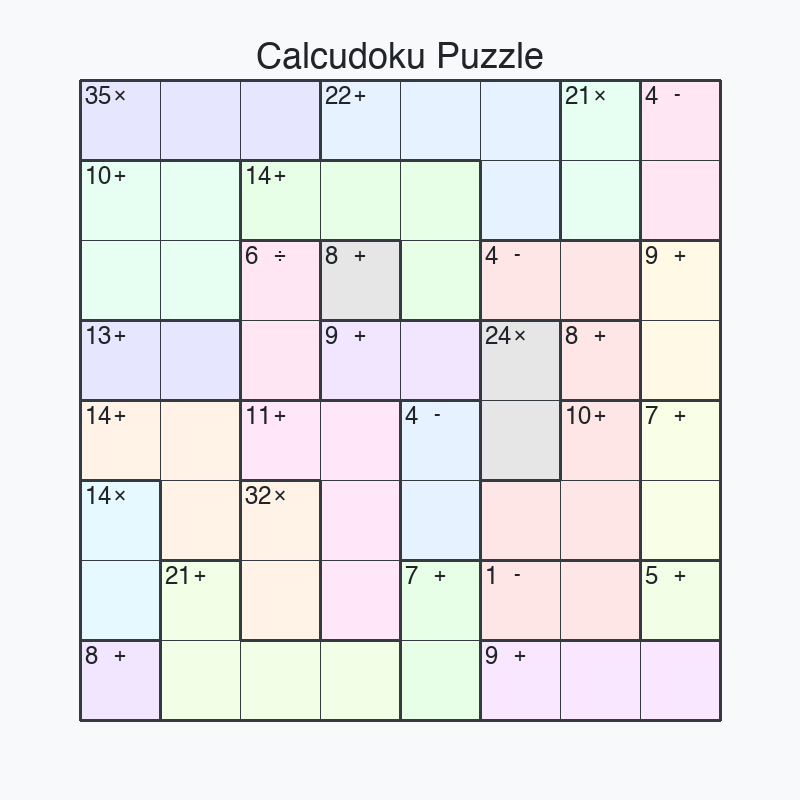 Calcudoku Puzzle
35× 22+ 21× 4 -
10+ 14+
6 ÷ 8 + 4 - 9 +
13+ 9 + 24× 8 +
14+ 11+ 4 - 10+ 7 +
14× 32×
21+ 7 + 1 - 5 +
8 + 9 +